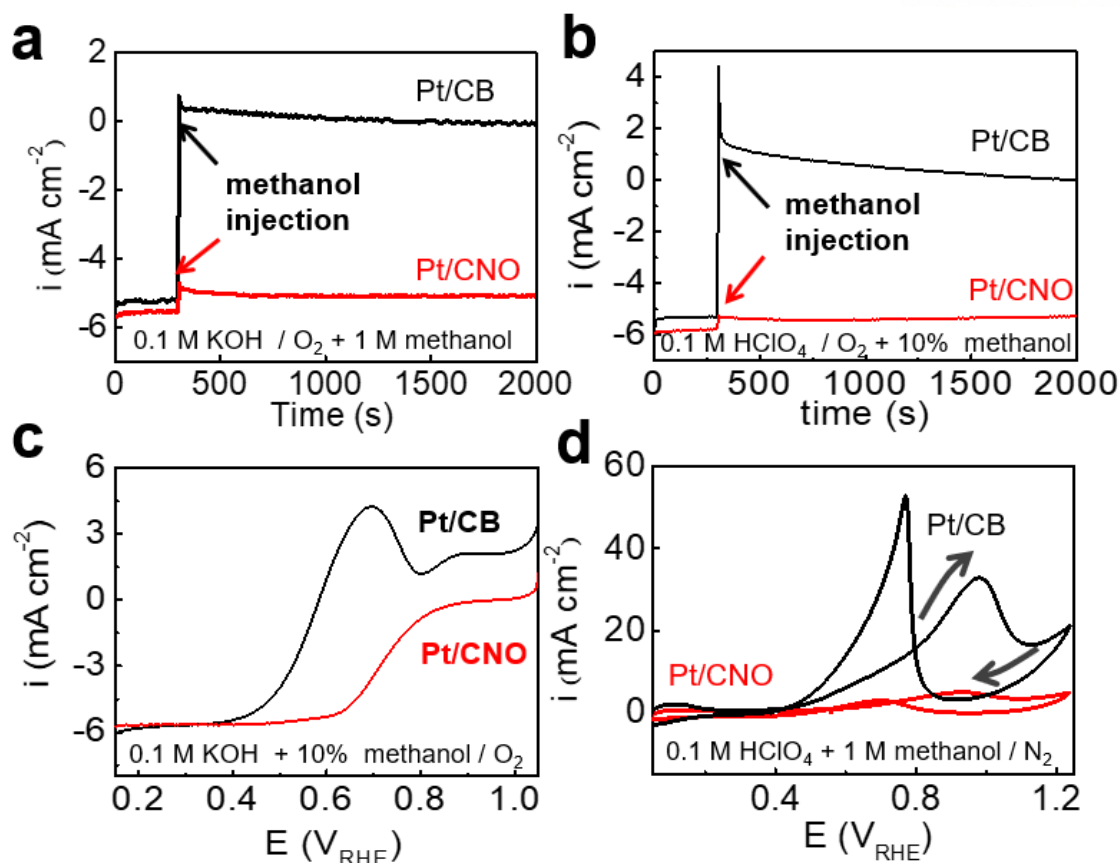 a
2
0
-2
-4
-6
i (mA cm-2)
Pt/CB
methanol
injection
Pt/CNO
0.1 M KOH / O2 + 1 M methanol
0 500 1000 1500 2000
Time (s)
b
4
2
0
-2
-4
-6
i (mA cm-2)
Pt/CB
methanol
injection
Pt/CNO
0.1 M HClO4 / O2 + 10% methanol
0 500 1000 1500 2000
time (s)
c
6
3
0
-3
-6
i (mA cm-2)
Pt/CB
Pt/CNO
0.1 M KOH + 10% methanol / O2
0.2 0.4 0.6 0.8 1.0
E (VRHE)
d
60
40
20
0
i (mA cm-2)
Pt/CB
Pt/CNO
0.1 M HClO4 + 1 M methanol / N2
0.4 0.8 1.2
E (VRHE)